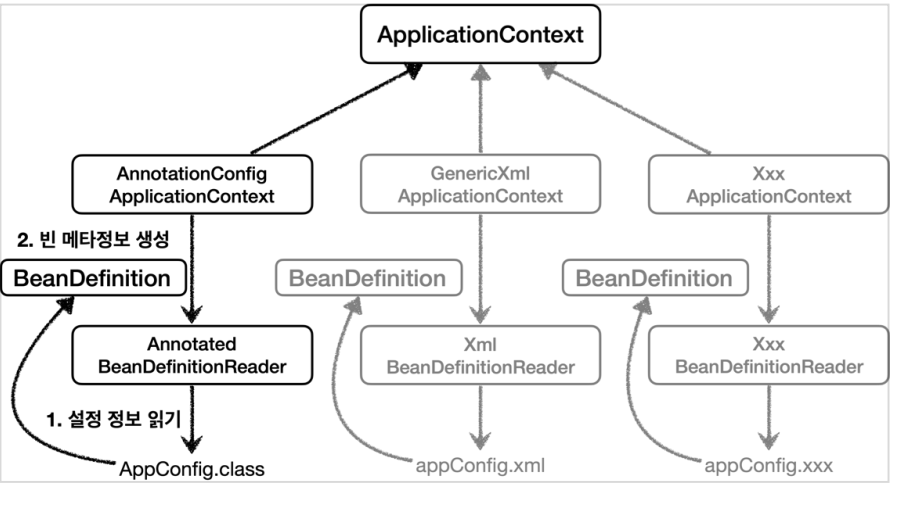 ApplicationContext
AnnotationConfig
ApplicationContext
GenericXml
ApplicationContext
Xxx
ApplicationContext
2. 빈 메타정보 생성
BeanDefinition
BeanDefinition
BeanDefinition
Annotated
BeanDefinitionReader
Xml
BeanDefinitionReader
Xxx
BeanDefinitionReader
1. 설정 정보 읽기
AppConfig.class
appConfig.xml
appConfig.xxx